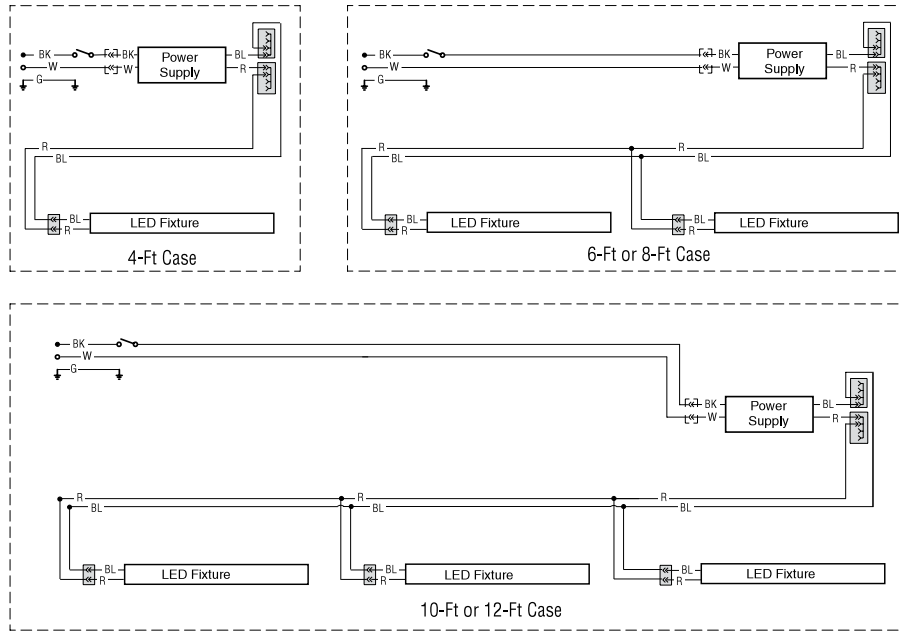 BK
BK
Power
Supply
BL
W
W
R
G
R
BL
BL
R
LED Fixture
4-Ft Case
BK
BK
Power
Supply
BL
W
W
R
G
R
R
BL
BL
BL
R
LED Fixture
BL
R
LED Fixture
6-Ft or 8-Ft Case
BK
W
G
BK
Power
Supply
BL
W
R
R
R
R
BL
BL
BL
BL
R
LED Fixture
BL
R
LED Fixture
BL
R
LED Fixture
10-Ft or 12-Ft Case